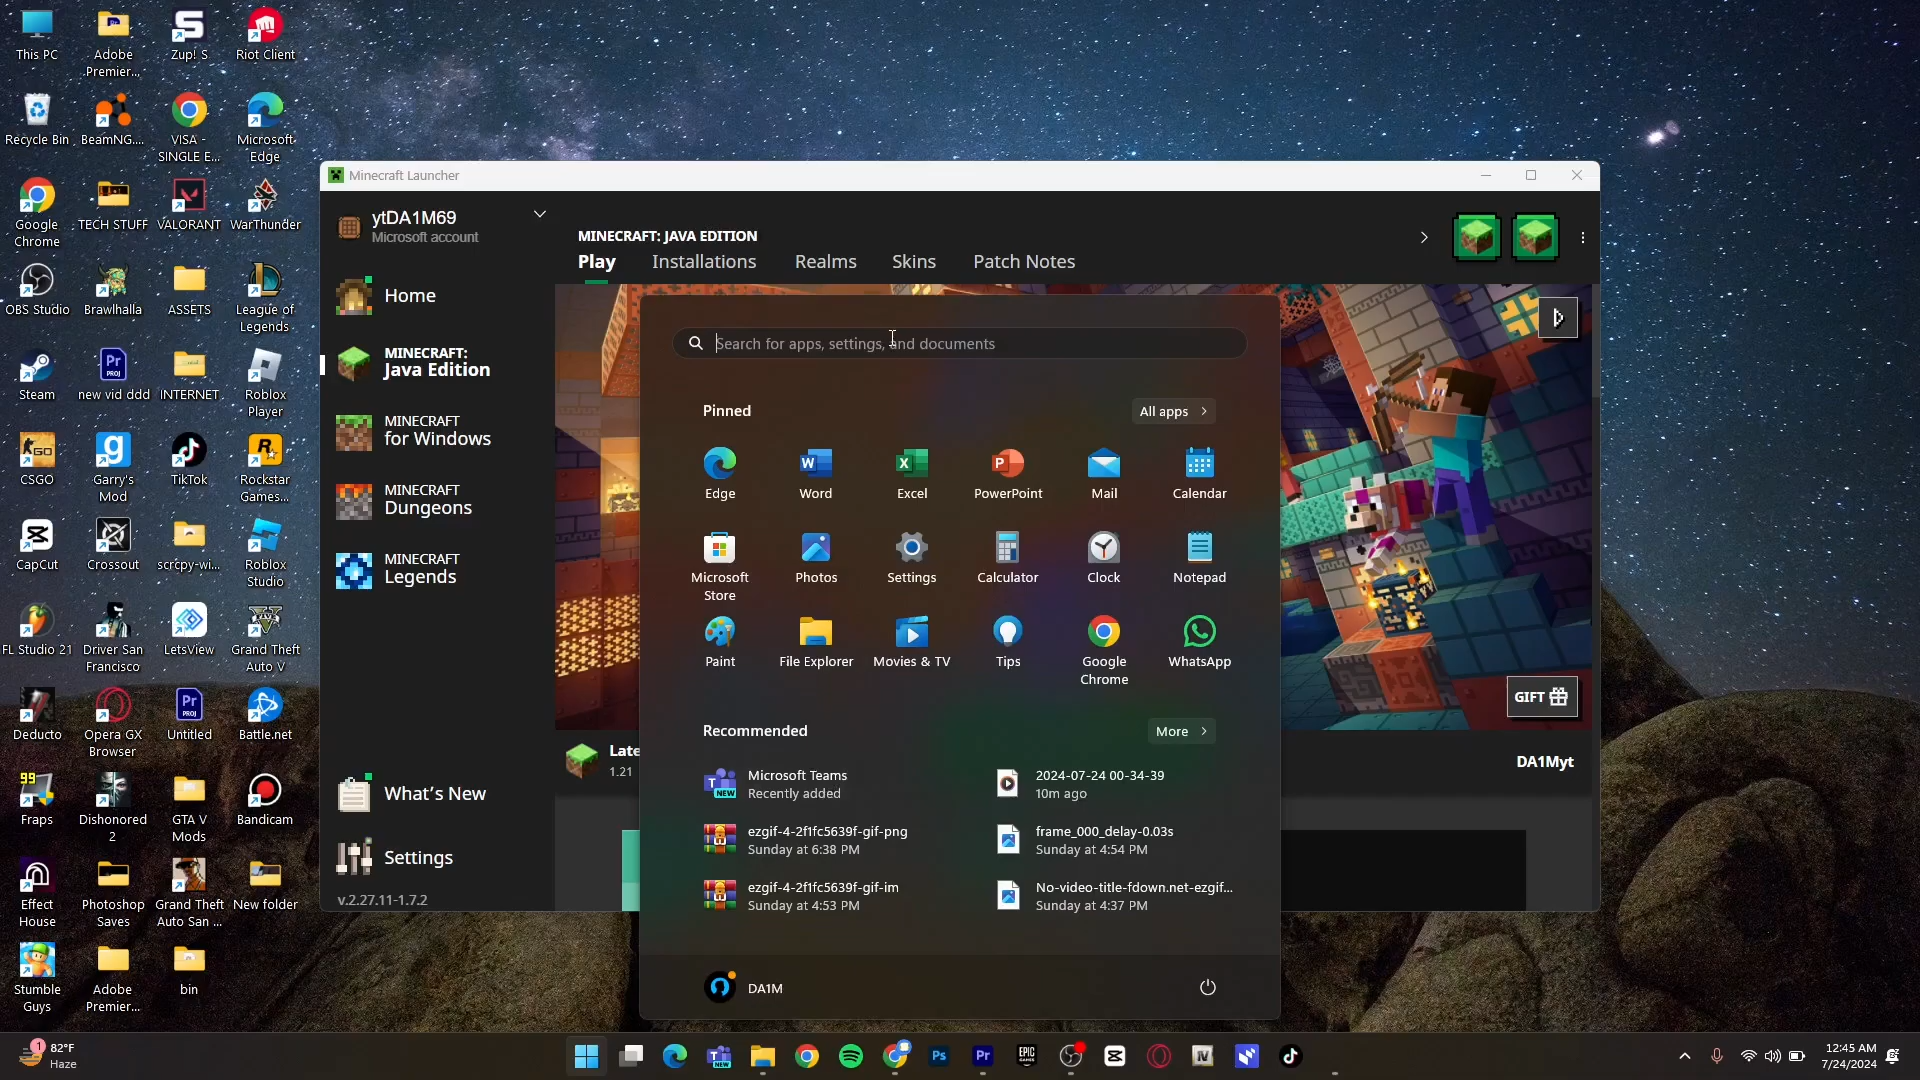 This PC
Adobe
Premier...
Zup! S
Riot Client
Recycle Bin
BeamNG....
VISA -
SINGLE E...
Microsoft
Edge
Google
Chrome
TECH STUFF
VALORANT
WarThunder
OBS Studio
Brawlhalla
ASSETS
League of
Legends
Steam
new vid ddd
INTERNET
Roblox
Player
CSGO
Garry's
Mod
TikTok
Rockstar
Games...
CapCut
Crossout
scrcpy-wi...
Roblox
Studio
FL Studio 21
Driver San
Francisco
LetsView
Grand Theft
Auto V
Deducto
Opera GX
Browser
Untitled
Battle.net
Fraps
Dishonored
2
GTA V
Mods
Bandicam
Effect
House
Photoshop
Saves
Grand Theft
Auto San ...
New folder
Stumble
Guys
Adobe
Premier...
bin
Minecraft Launcher
ytDA1M69
Microsoft account
Home
MINECRAFT:
Java Edition
MINECRAFT
for Windows
MINECRAFT
Dungeons
MINECRAFT
Legends
What's New
Settings
v.2.27.11-1.7.2
MINECRAFT: JAVA EDITION
Play Installations Realms Skins Patch Notes
GIFT
Late
1.21
DA1Myt
Search for apps, settings, and documents
Pinned
All apps
Edge
Word
Excel
PowerPoint
Mail
Calendar
Microsoft
Store
Photos
Settings
Calculator
Clock
Notepad
Paint
File Explorer
Movies & TV
Tips
Google
Chrome
WhatsApp
Recommended
More
Microsoft Teams
Recently added
2024-07-24 00-34-39
10m ago
ezgif-4-2f1fc5639f-gif-png
Sunday at 6:38 PM
frame_000_delay-0.03s
Sunday at 4:54 PM
ezgif-4-2f1fc5639f-gif-im
Sunday at 4:53 PM
No-video-title-fdown.net-ezgif...
Sunday at 4:37 PM
DA1M
1
82°F
Haze
12:45 AM
7/24/2024